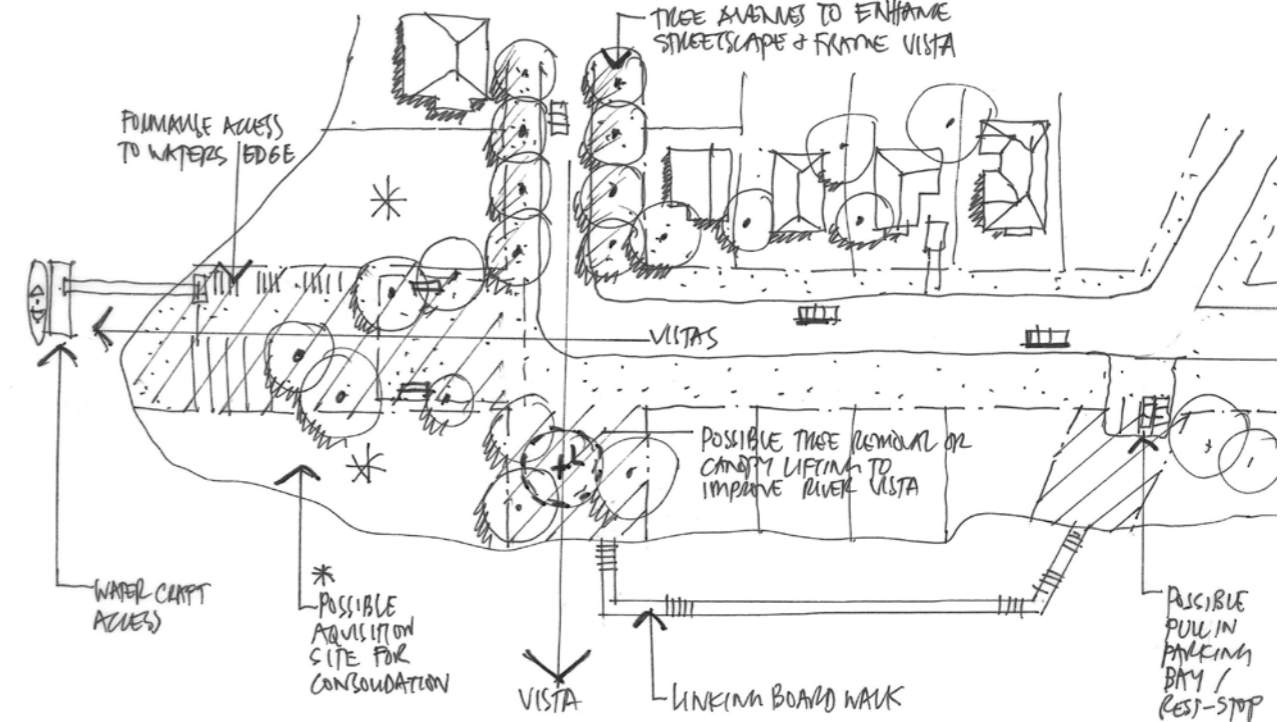 TREE AVENUES TO ENHANCE
STREETSCAPE & FRAME VISTA
FORMALISE ACCESS
TO WATERS EDGE
VISTAS
POSSIBLE TREE REMOVAL OR
CANOPY LIFTING TO
IMPROVE RIVER VISTA
WATER CRAFT
ACCESS
*
POSSIBLE
AQUISITION
SITE FOR
CONSOLIDATION
VISTA
LINKING BOARD WALK
POSSIBLE
PULL IN
PARKING
BAY /
REST-STOP